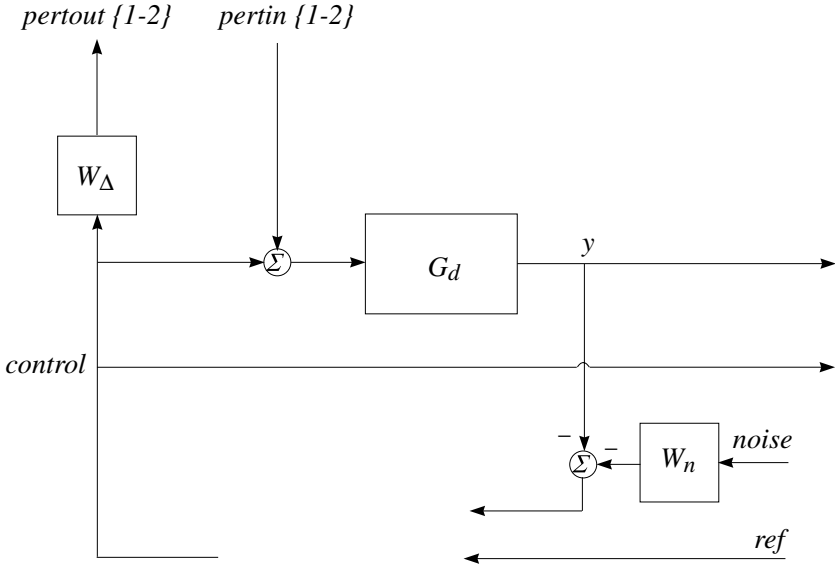 pertout {1-2} pertin {1-2}
W_Δ
Σ
G_d
y
control
−
−
Σ
W_n
noise
ref